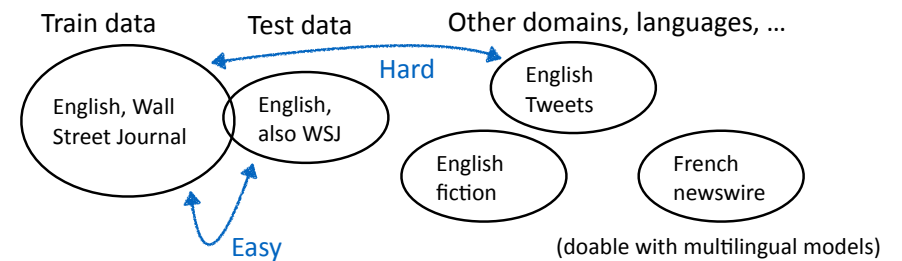 Train data
Test data
Other domains, languages, …
Hard
English, Wall
Street Journal
English,
also WSJ
English
Tweets
English
fiction
French
newswire
Easy
(doable with multilingual models)